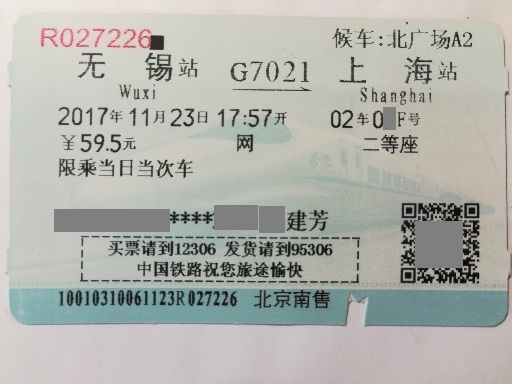 R027226 候车:北广场A2
无 锡站 G7021 上 海站
Wuxi Shanghai
2017年11月23日 17:57开 02车0 F号
￥59.5元 网 二等座
限乘当日当次车
**** 建芳
买票请到12306 发货请到95306
中国铁路祝您旅途愉快
10010310061123R027226 北京南售